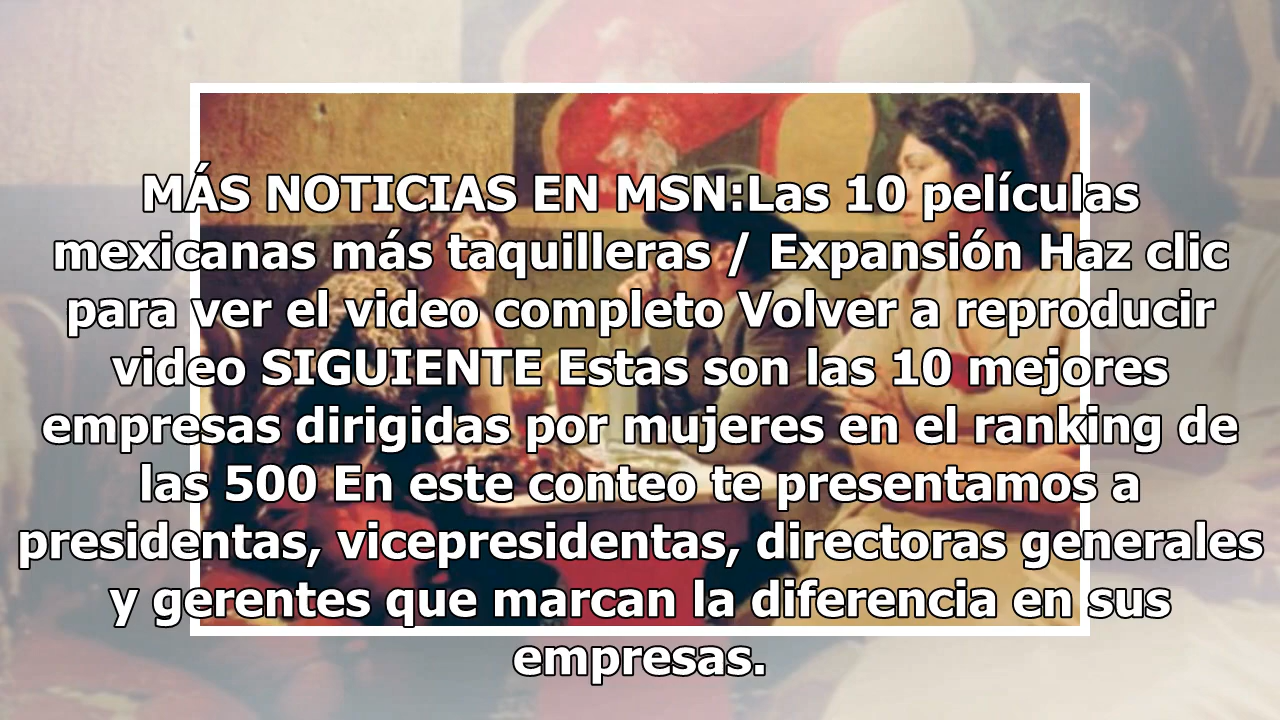 MÁS NOTICIAS EN MSN:Las 10 películas
mexicanas más taquilleras / Expansión Haz clic
para ver el video completo Volver a reproducir
video SIGUIENTE Estas son las 10 mejores
empresas dirigidas por mujeres en el ranking de
las 500 En este conteo te presentamos a
presidentas, vicepresidentas, directoras generales
y gerentes que marcan la diferencia en sus
empresas.